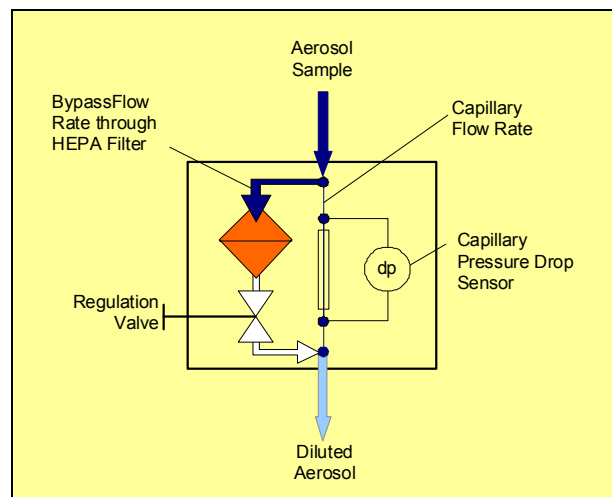 Aerosol
Sample
BypassFlow
Rate through
HEPA Filter
Capillary
Flow Rate
dp
Capillary
Pressure Drop
Sensor
Regulation
Valve
Diluted
Aerosol